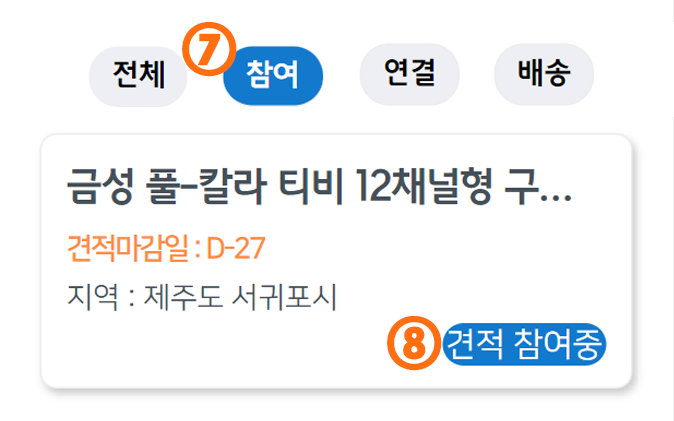 전체 ⑦ 참여 연결 배송
금성 풀-칼라 티비 12채널형 구...
견적마감일 : D-27
지역 : 제주도 서귀포시
⑧ 견적 참여중